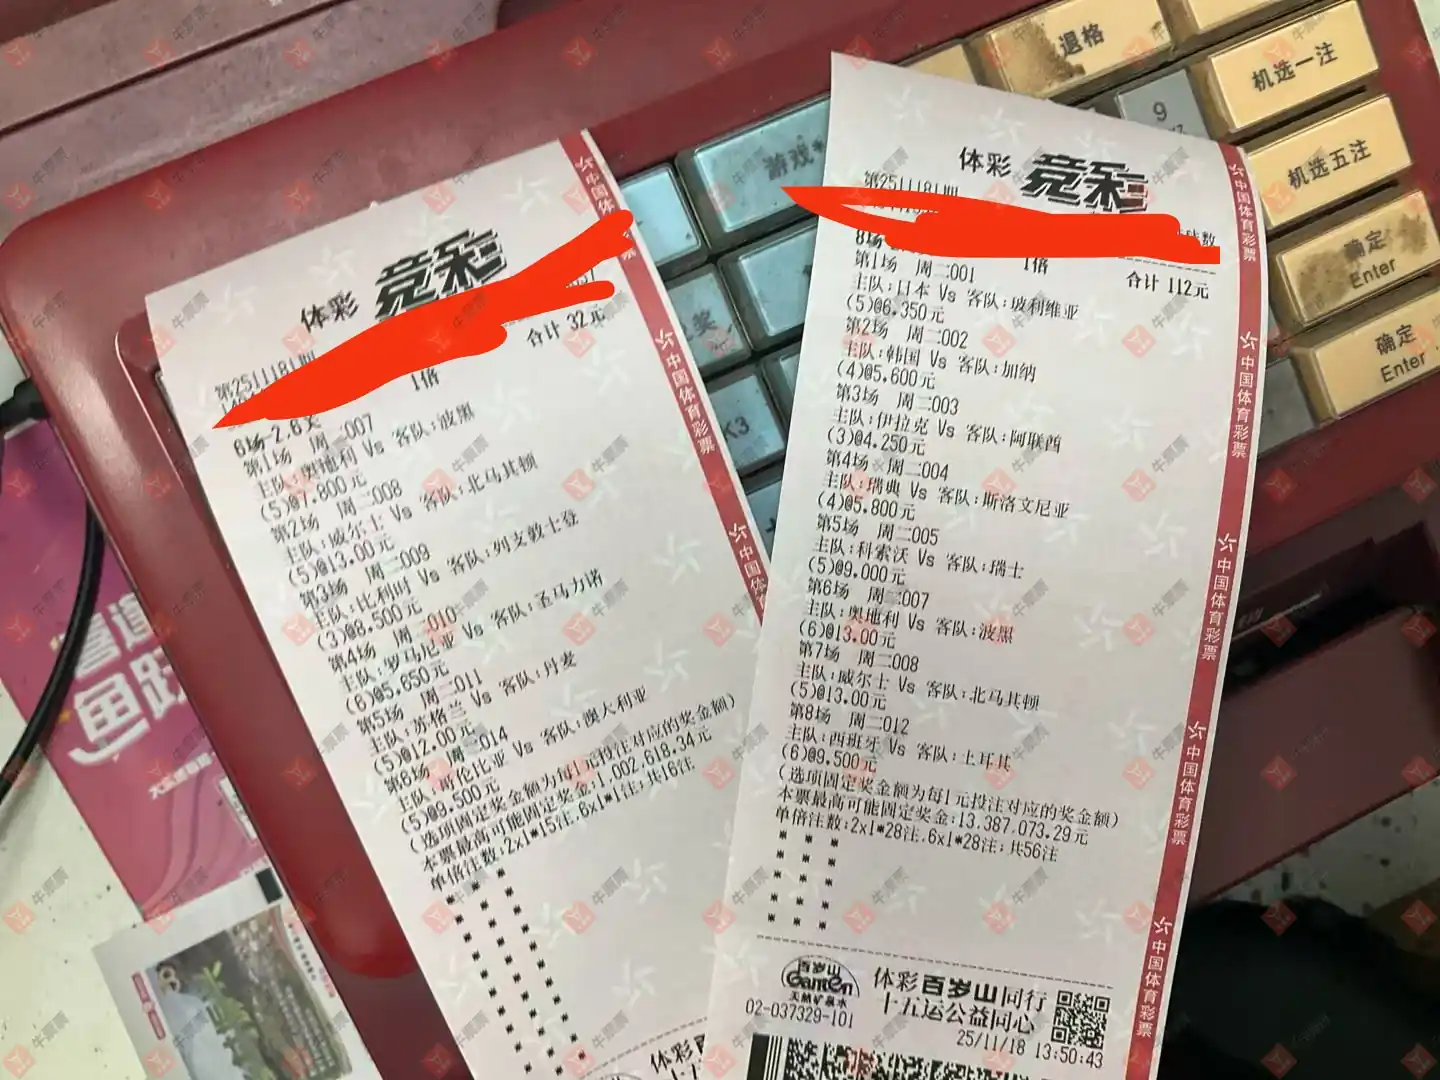 体彩 竞彩
第251181期
1倍
合计 32元
6场-2.6关
第1场 周二007
主队:奥地利 Vs 客队:波黑
(5)@7.800元
第2场 周二008
主队:威尔士 Vs 客队:北马其顿
(5)@13.00元
第3场 周二009
主队:比利时 Vs 客队:列支敦士登
(3)@8.500元
第4场 周二010
主队:罗马尼亚 Vs 客队:圣马力诺
(6)@5.650元
第5场 周二011
主队:苏格兰 Vs 客队:丹麦
(5)@12.00元
第6场 周二014
主队:哥伦比亚 Vs 客队:澳大利亚
(5)@9.500元
(选项固定奖金额为每1元投注对应的奖金额)
本票最高可能固定奖金:1,002,618.34元
单倍注数:2x1*15注,6x1*1注;共16注
体彩
体彩 竞彩
第251181期
8场
1倍
合计 112元
第1场 周二001
主队:日本 Vs 客队:玻利维亚
(5)@6.350元
第2场 周二002
主队:韩国 Vs 客队:加纳
(4)@5.600元
第3场 周二003
主队:伊拉克 Vs 客队:阿联酋
(3)@4.250元
第4场 周二004
主队:瑞典 Vs 客队:斯洛文尼亚
(4)@5.800元
第5场 周二005
主队:科索沃 Vs 客队:瑞士
(5)@9.000元
第6场 周二007
主队:奥地利 Vs 客队:波黑
(6)@13.00元
第7场 周二008
主队:威尔士 Vs 客队:北马其顿
(5)@13.00元
第8场 周二012
主队:西班牙 Vs 客队:土耳其
(6)@9.500元
(选项固定奖金额为每1元投注对应的奖金额)
本票最高可能固定奖金:13,387,073.29元
单倍注数:2x1*28注,6x1*28注;共56注
百岁山
Ganten
天然矿泉水
02-037329-101
体彩百岁山同行
十五运公益同心
25/11/18 13:50:43
中国体育彩票
退格
机选一注
机选五注
确定
Enter
确定
Enter
9
游戏*
奖
K3
牛票票